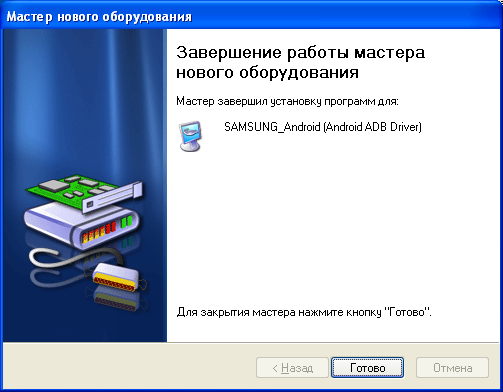 Мастер нового оборудования
Завершение работы мастера
нового оборудования
Мастер завершил установку программ для:
SAMSUNG_Android (Android ADB Driver)
Для закрытия мастера нажмите кнопку "Готово".
< Назад
Готово
Отмена